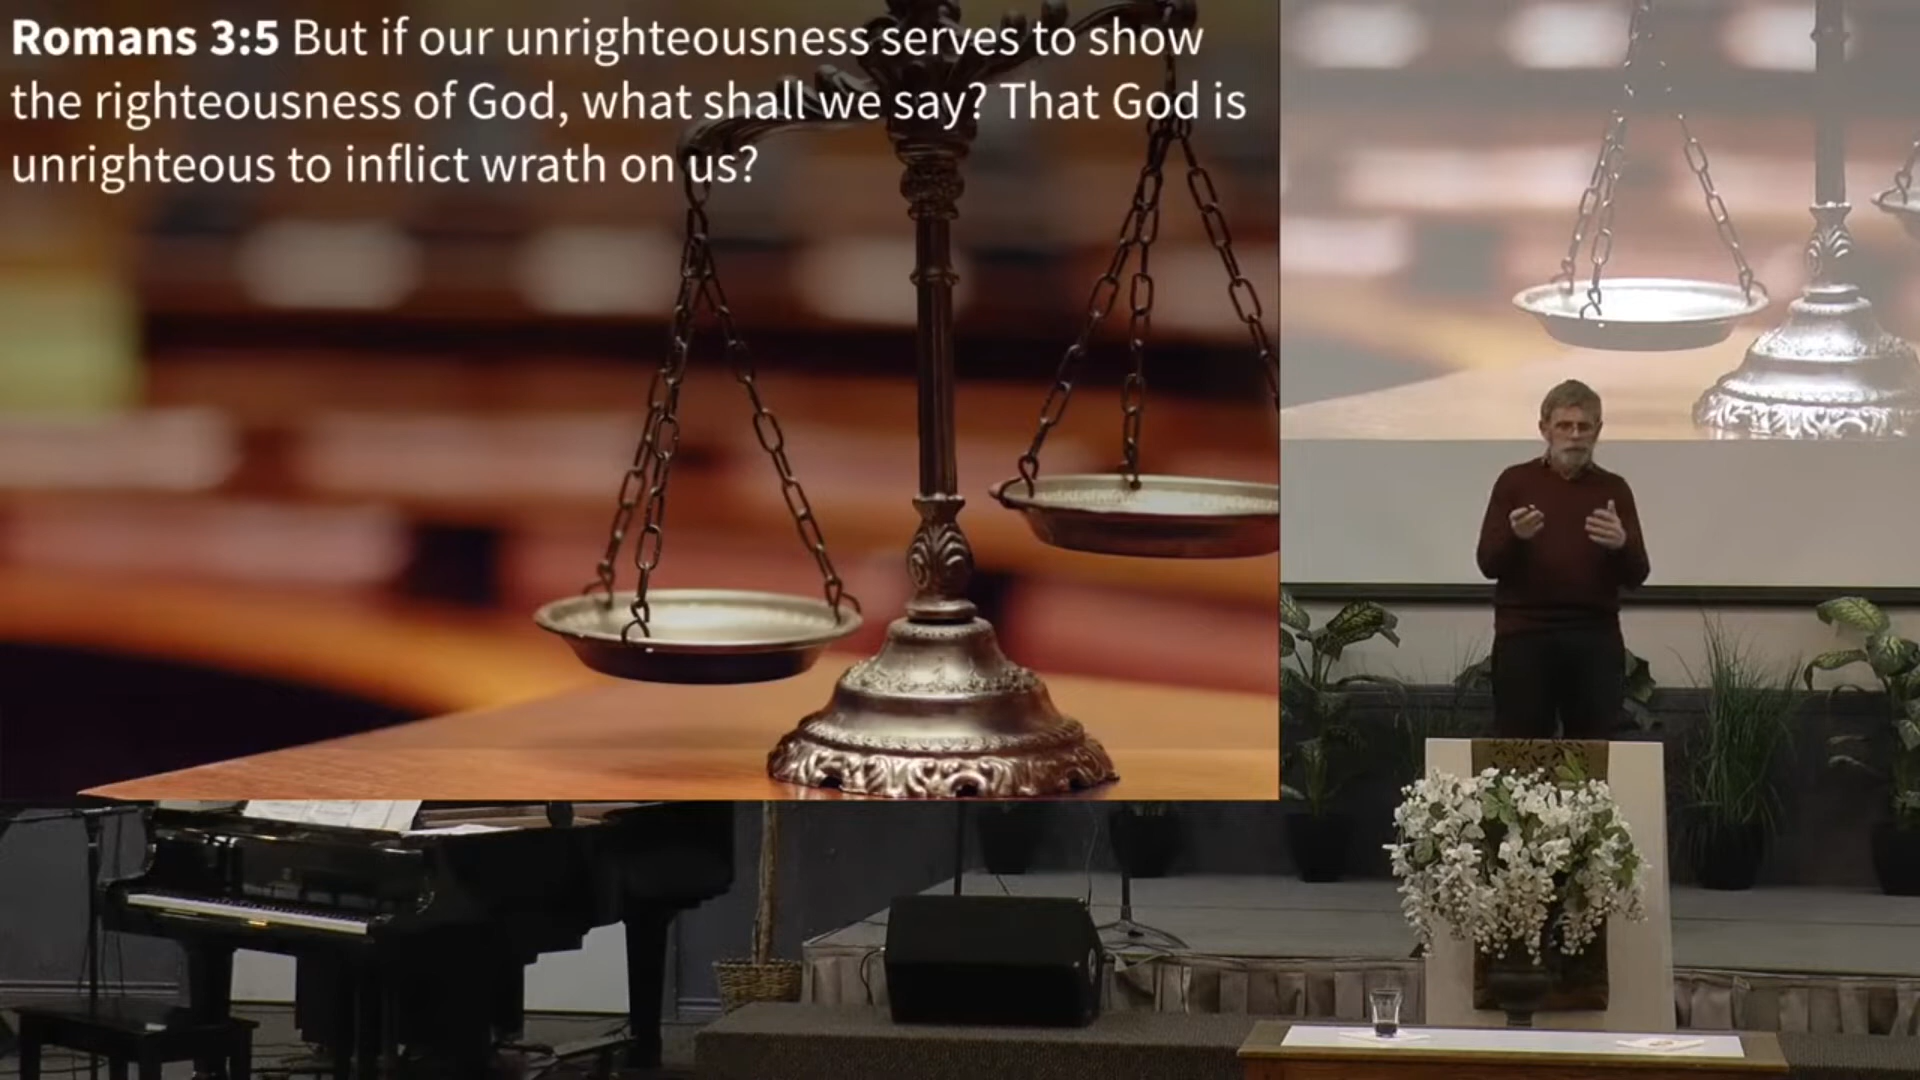 Romans 3:5 But if our unrighteousness serves to show
the righteousness of God, what shall we say? That God is
unrighteous to inflict wrath on us?